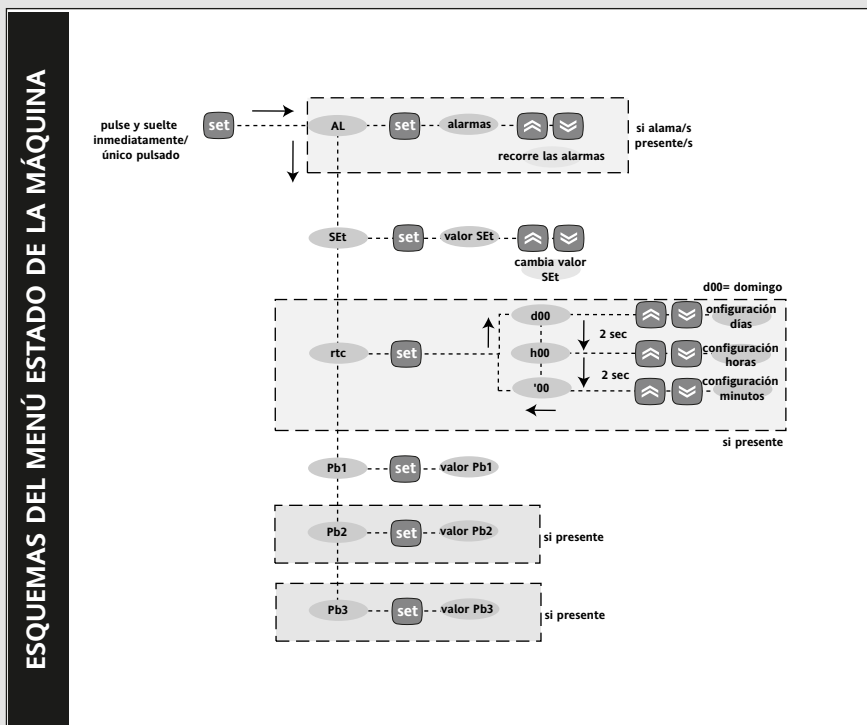 ESQUEMAS DEL MENÚ ESTADO DE LA MÁQUINA
pulse y suelte
inmediatamente/
único pulsado
set
AL
set
alarmas
recorre las alarmas
si alama/s
presente/s
SEt
set
valor SEt
cambia valor
SEt
d00= domingo
rtc
set
d00
2 sec
h00
2 sec
'00
onfiguración
días
configuración
horas
configuración
minutos
si presente
Pb1
set
valor Pb1
Pb2
set
valor Pb2
si presente
Pb3
set
valor Pb3
si presente